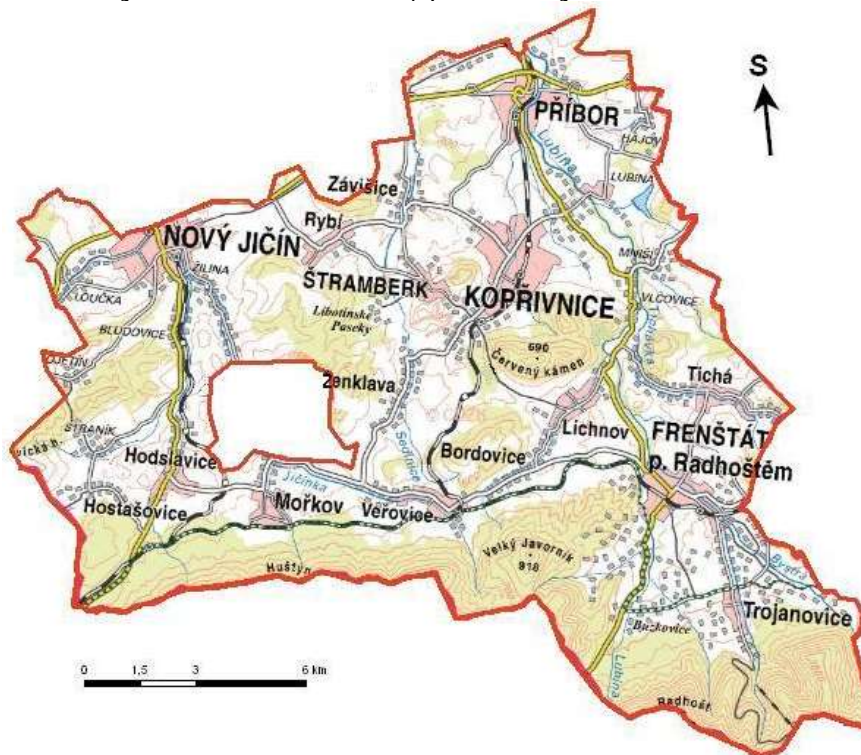 S
PŘÍBOR
HÁJOV
Lubina
LUBINA
Závišice
Rybí
NOVÝ JIČÍN
ŽILINA
ŠTRAMBERK
KOPŘIVNICE
MNIŠÍ
VLČOVICE
LOUČKA
Libotínské
Paseky
BLUDOVICE
690
Červený kámen
Tichá
Ženklava
STRANÍK
Lichnov
FRENŠTÁT
p. Radhoštěm
Hodslavice
Bordovice
Sedlnice
Jičínka
Hostašovice
Mořkov
Veřovice
Velký Javorník
918
Huštýn
Bystrá
Trojanovice
Buzkovice
Lubina
Radhošť
0 1,5 3 6 km